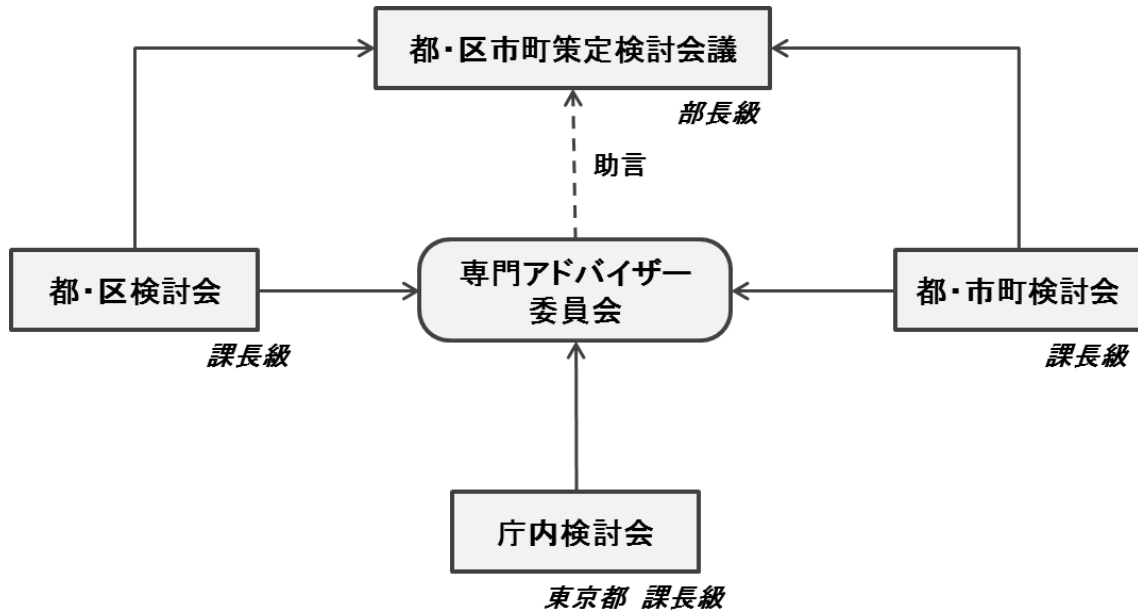 都・区市町策定検討会議
部長級
助言
都・区検討会
課長級
専門アドバイザー
委員会
都・市町検討会
課長級
庁内検討会
東京都 課長級